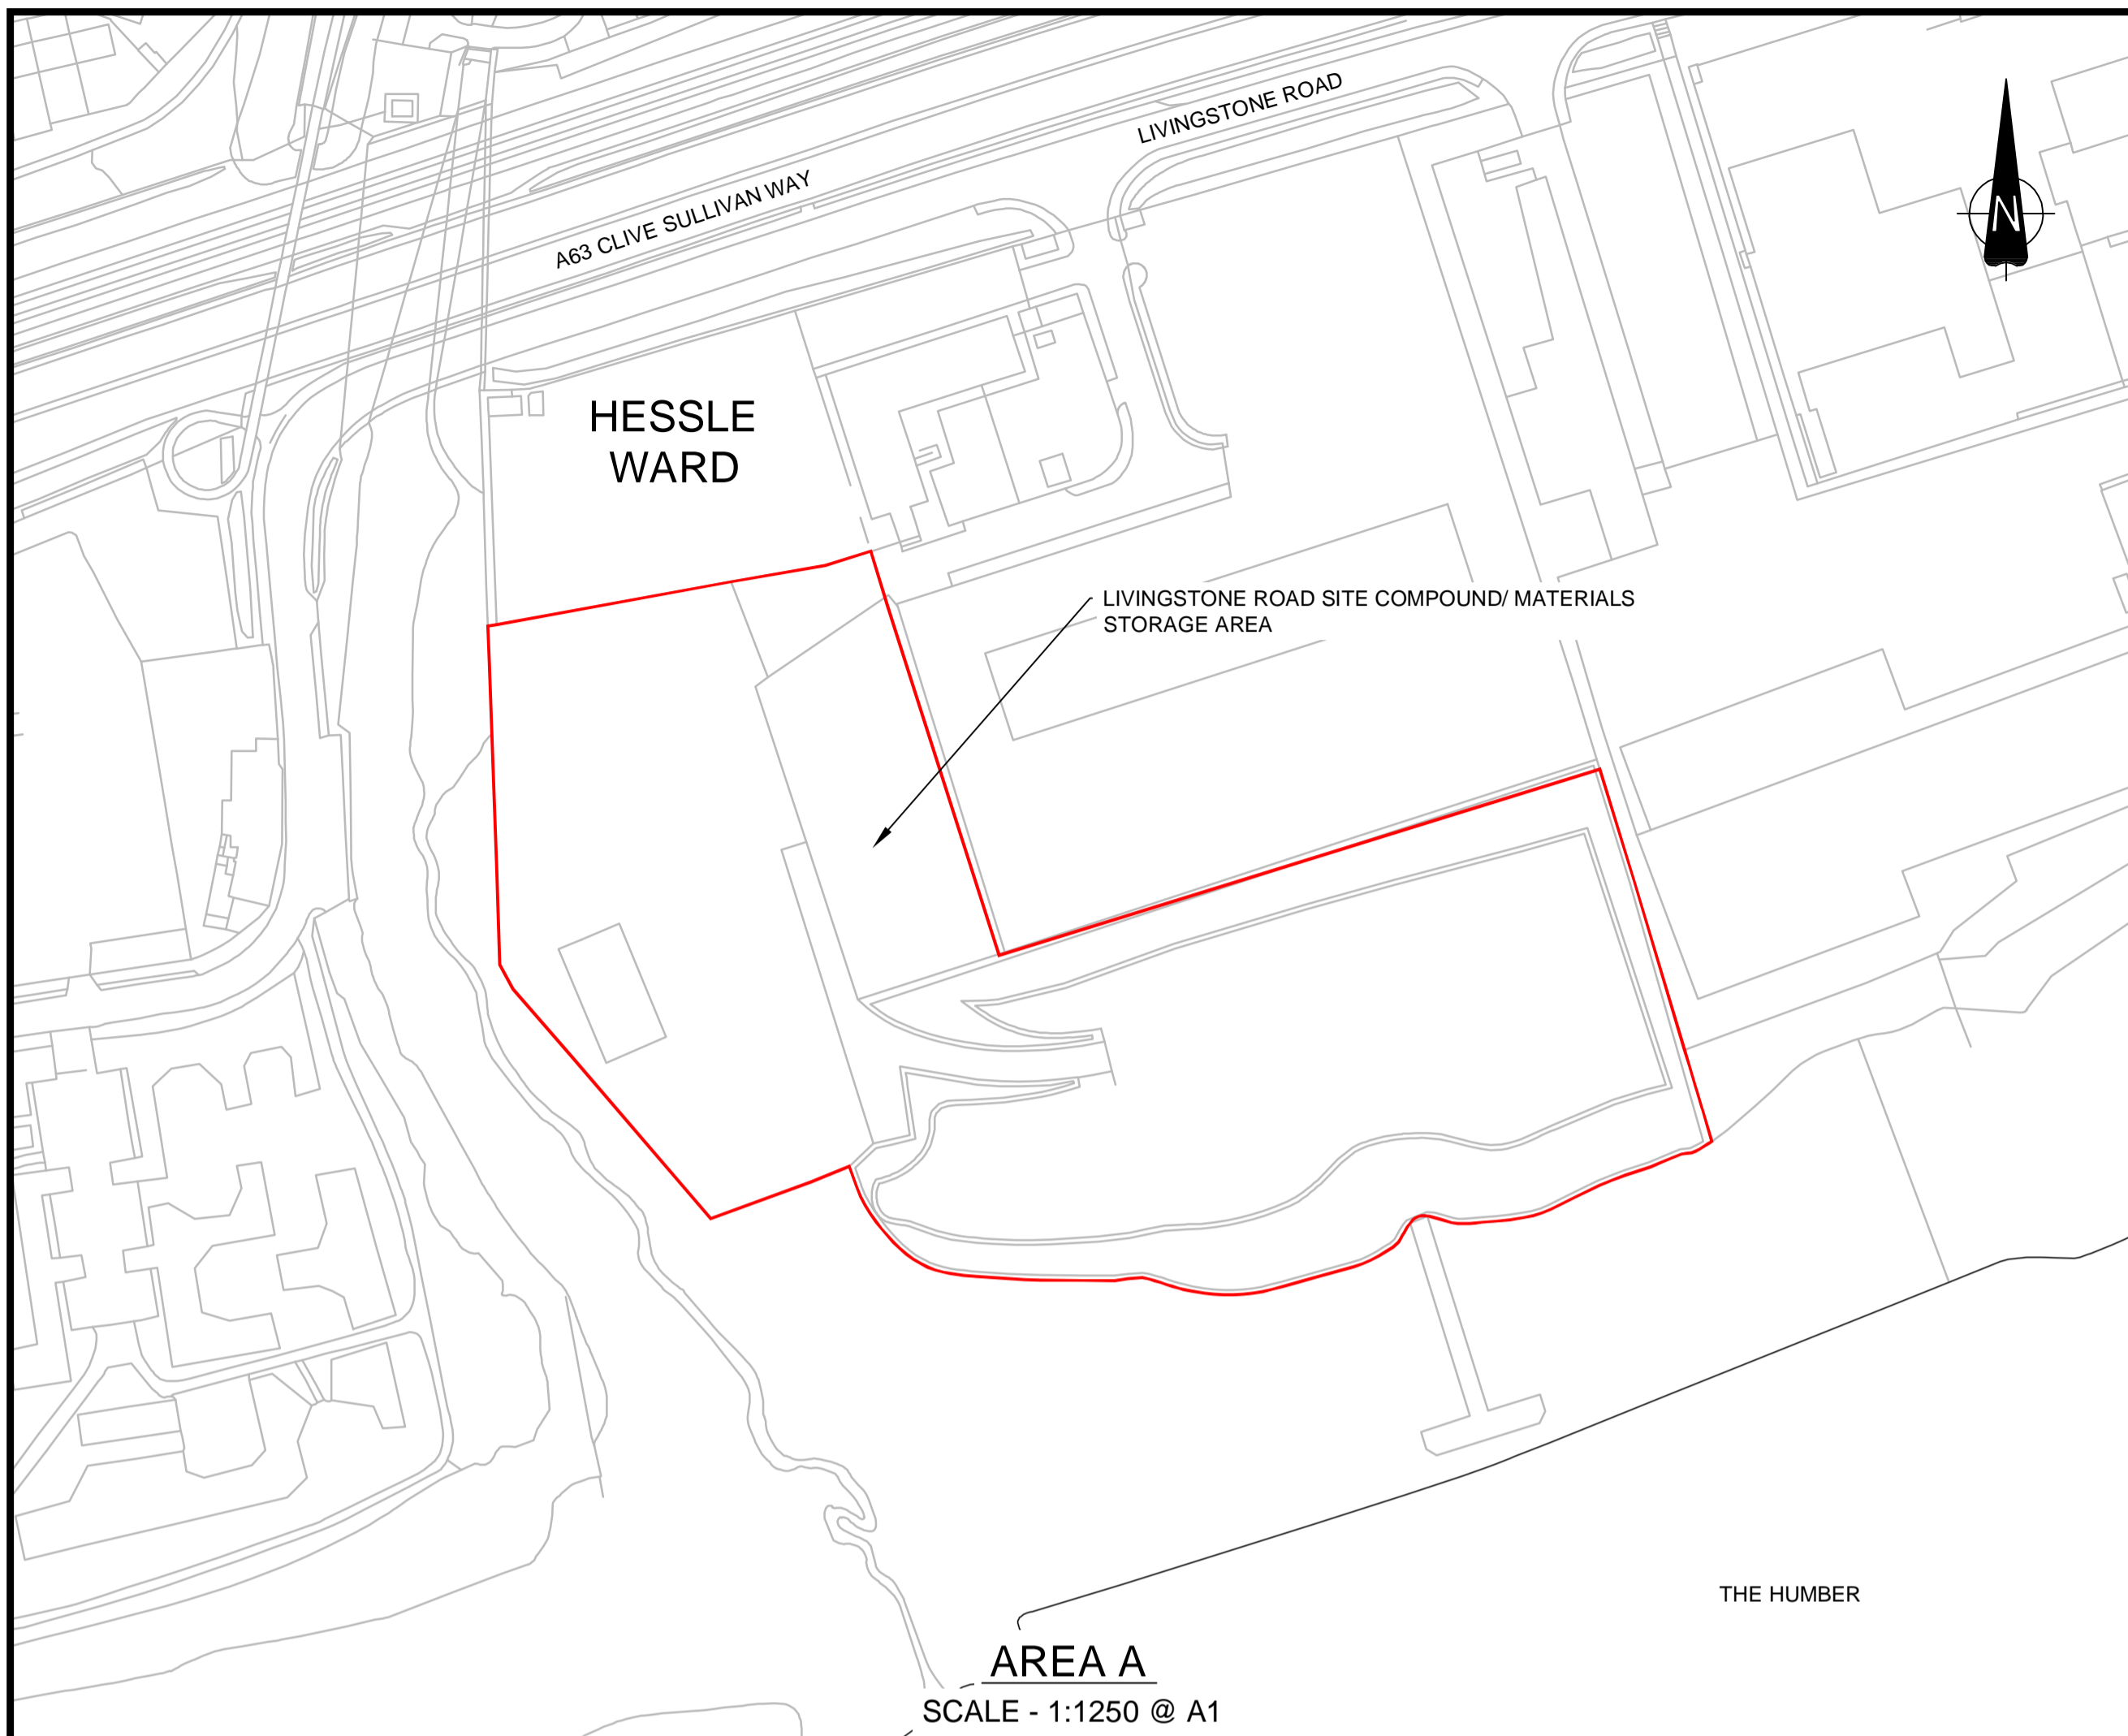 LIVINGSTONE ROAD
A63 CLIVE SULLIVAN WAY
N
HESSLE
WARD
LIVINGSTONE ROAD SITE COMPOUND/ MATERIALS
STORAGE AREA
THE HUMBER
AREA A
SCALE - 1:1250 @ A1